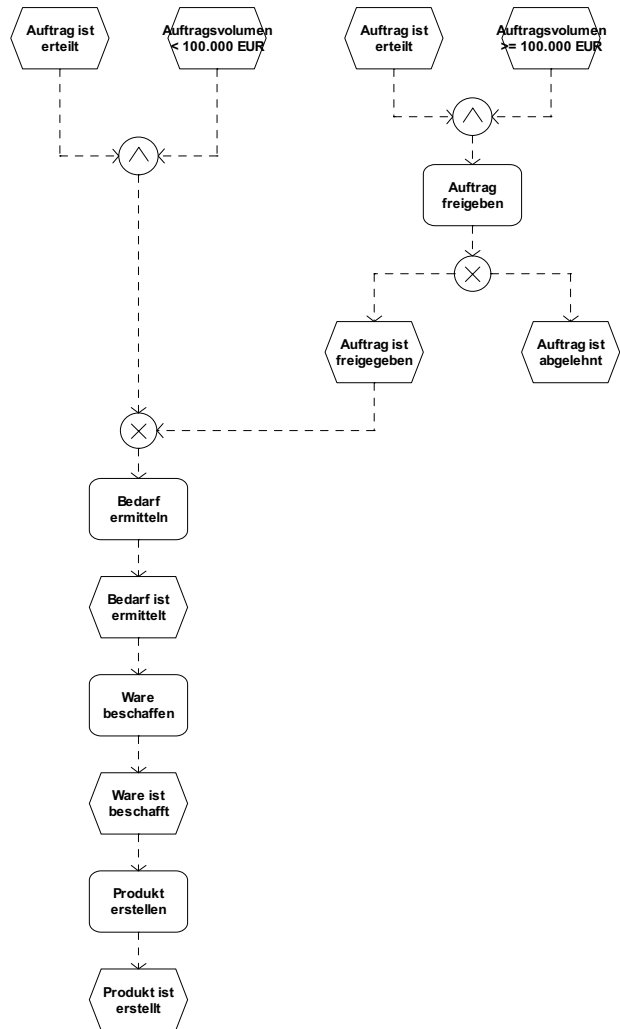 Auftrag ist
erteilt
Auftragsvolumen
< 100.000 EUR
Auftrag ist
erteilt
Auftragsvolumen
>= 100.000 EUR
Auftrag
freigeben
Auftrag ist
freigegeben
Auftrag ist
abgelehnt
Bedarf
ermitteln
Bedarf ist
ermittelt
Ware
beschaffen
Ware ist
beschafft
Produkt
erstellen
Produkt ist
erstellt